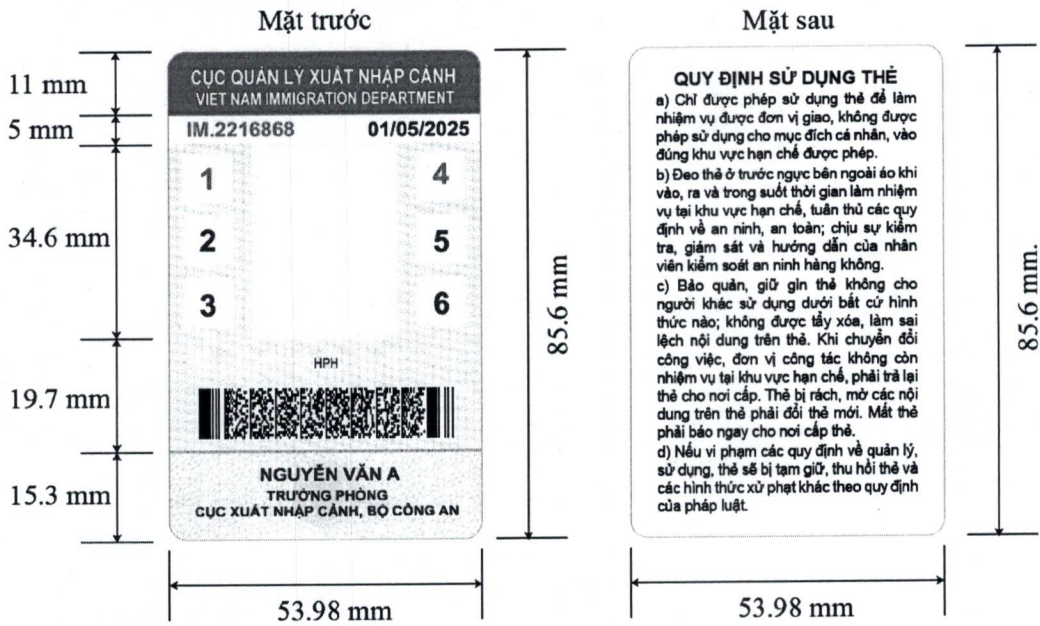 Mặt trước
CỤC QUẢN LÝ XUẤT NHẬP CẢNH
VIET NAM IMMIGRATION DEPARTMENT
IM.2216868 01/05/2025
1 4
2 5
3 6
HPH
NGUYỄN VĂN A
TRƯỞNG PHÒNG
CỤC XUẤT NHẬP CẢNH, BỘ CÔNG AN
11 mm
5 mm
34.6 mm
19.7 mm
15.3 mm
85.6 mm
53.98 mm
Mặt sau
QUY ĐỊNH SỬ DỤNG THẺ
a) Chỉ được phép sử dụng thẻ để làm
nhiệm vụ được đơn vị giao, không được
phép sử dụng cho mục đích cá nhân, vào
đúng khu vực hạn chế được phép.
b) Đeo thẻ ở trước ngực bên ngoài áo khi
vào, ra và trong suốt thời gian làm nhiệm
vụ tại khu vực hạn chế, tuân thủ các quy
định về an ninh, an toàn; chịu sự kiểm
tra, giám sát và hướng dẫn của nhân
viên kiểm soát an ninh hàng không.
c) Bảo quản, giữ gìn thẻ không cho
người khác sử dụng dưới bất cứ hình
thức nào; không được tẩy xóa, làm sai
lệch nội dung trên thẻ. Khi chuyển đổi
công việc, đơn vị công tác không còn
nhiệm vụ tại khu vực hạn chế, phải trả lại
thẻ cho nơi cấp. Thẻ bị rách, mờ các nội
dung trên thẻ phải đổi thẻ mới. Mất thẻ
phải báo ngay cho nơi cấp thẻ.
d) Nếu vi phạm các quy định về quản lý,
sử dụng, thẻ sẽ bị tạm giữ, thu hồi thẻ và
các hình thức xử phạt khác theo quy định
của pháp luật.
85.6 mm.
53.98 mm